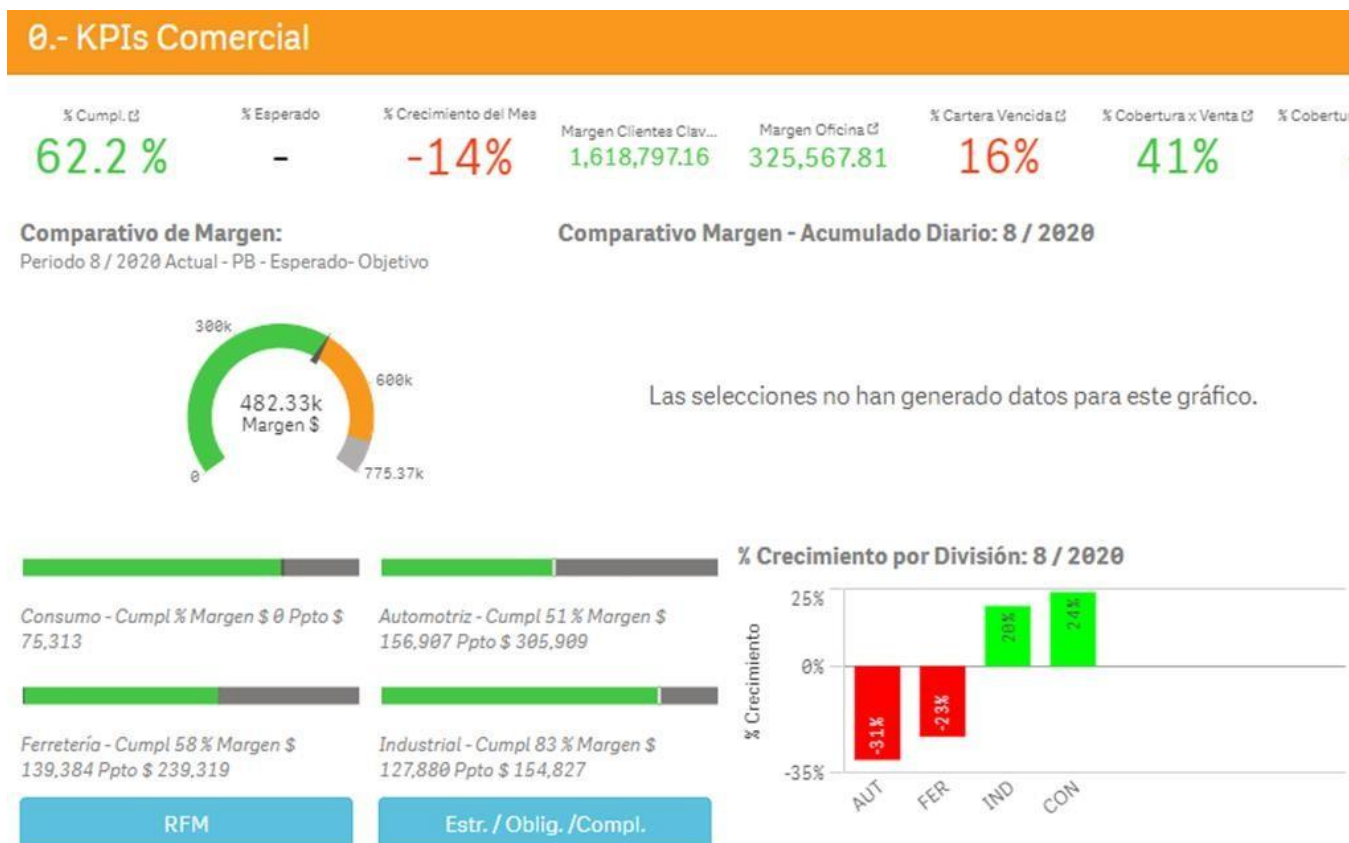 0.- KPIs Comercial
% Cumpl.
62.2 %
% Esperado
-
% Crecimiento del Mes
-14%
Margen Clientes Clav...
1,618,797.16
Margen Oficina
325,567.81
% Cartera Vencida
16%
% Cobertura x Venta
41%
% Cobertu
Comparativo de Margen:
Periodo 8 / 2020 Actual - PB - Esperado- Objetivo
300k
600k
482.33k
Margen $
0
775.37k
Comparativo Margen - Acumulado Diario: 8 / 2020
Las selecciones no han generado datos para este gráfico.
Consumo - Cumpl % Margen $ 0 Ppto $
75,313
Automotriz - Cumpl 51 % Margen $
156,907 Ppto $ 305,909
Ferretería - Cumpl 58 % Margen $
139,384 Ppto $ 239,319
Industrial - Cumpl 83 % Margen $
127,880 Ppto $ 154,827
RFM
Estr. / Oblig. /Compl.
% Crecimiento por División: 8 / 2020
% Crecimiento
25%
0%
-35%
-31%
-23%
20%
24%
AUT
FER
IND
CON